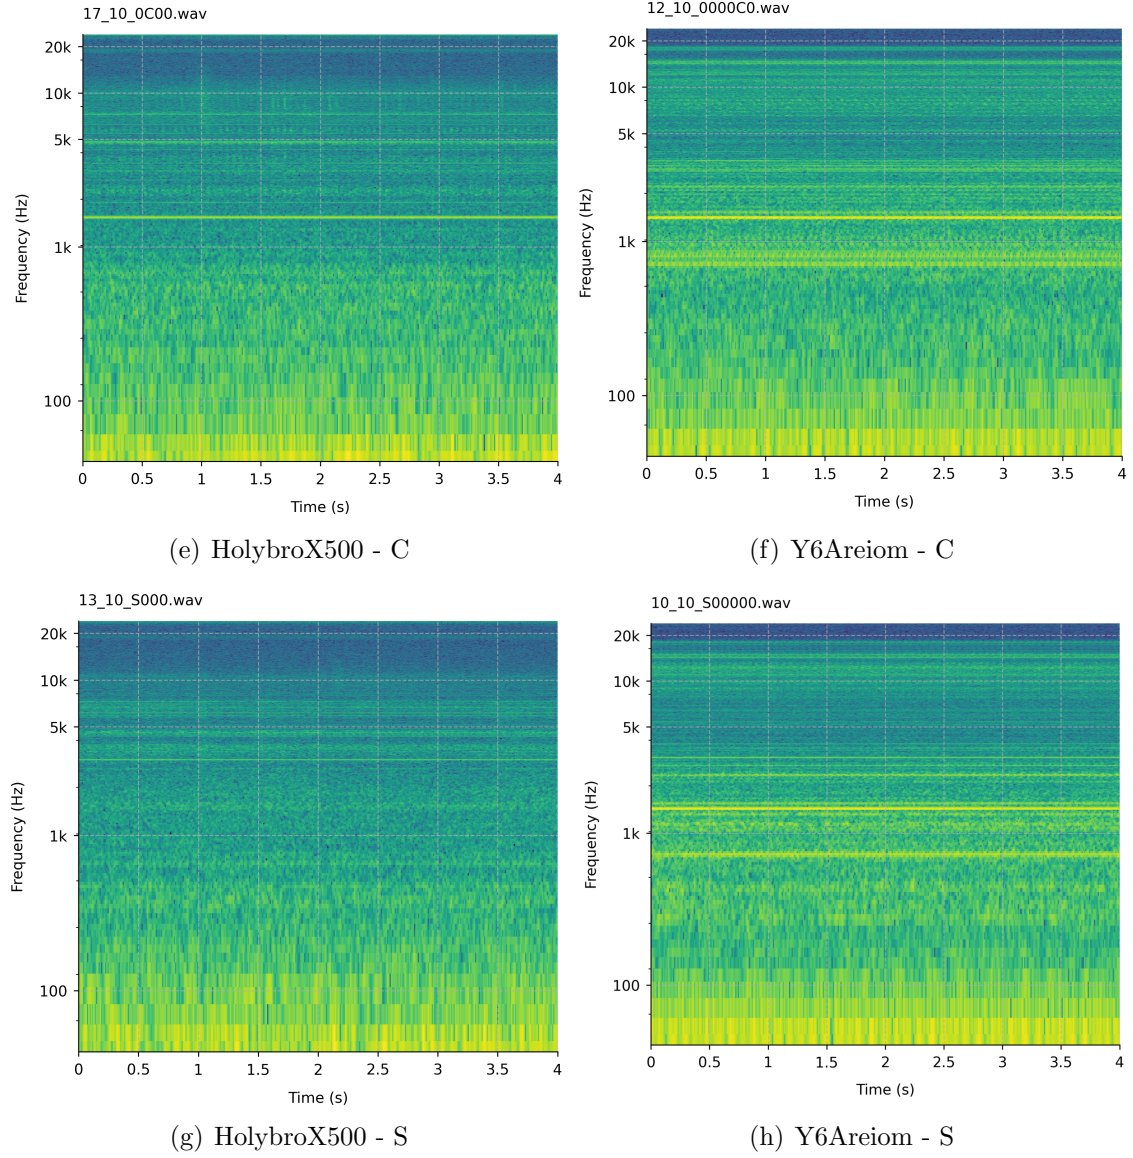 17_10_0C00.wav
20k
10k
5k
1k
100
Frequency (Hz)
0 0.5 1 1.5 2 2.5 3 3.5 4
Time (s)
(e) HolybroX500 - C
12_10_0000C0.wav
20k
10k
5k
1k
100
Frequency (Hz)
0 0.5 1 1.5 2 2.5 3 3.5 4
Time (s)
(f) Y6Areiom - C
13_10_S000.wav
20k
10k
5k
1k
100
Frequency (Hz)
0 0.5 1 1.5 2 2.5 3 3.5 4
Time (s)
(g) HolybroX500 - S
10_10_S00000.wav
20k
10k
5k
1k
100
Frequency (Hz)
0 0.5 1 1.5 2 2.5 3 3.5 4
Time (s)
(h) Y6Areiom - S